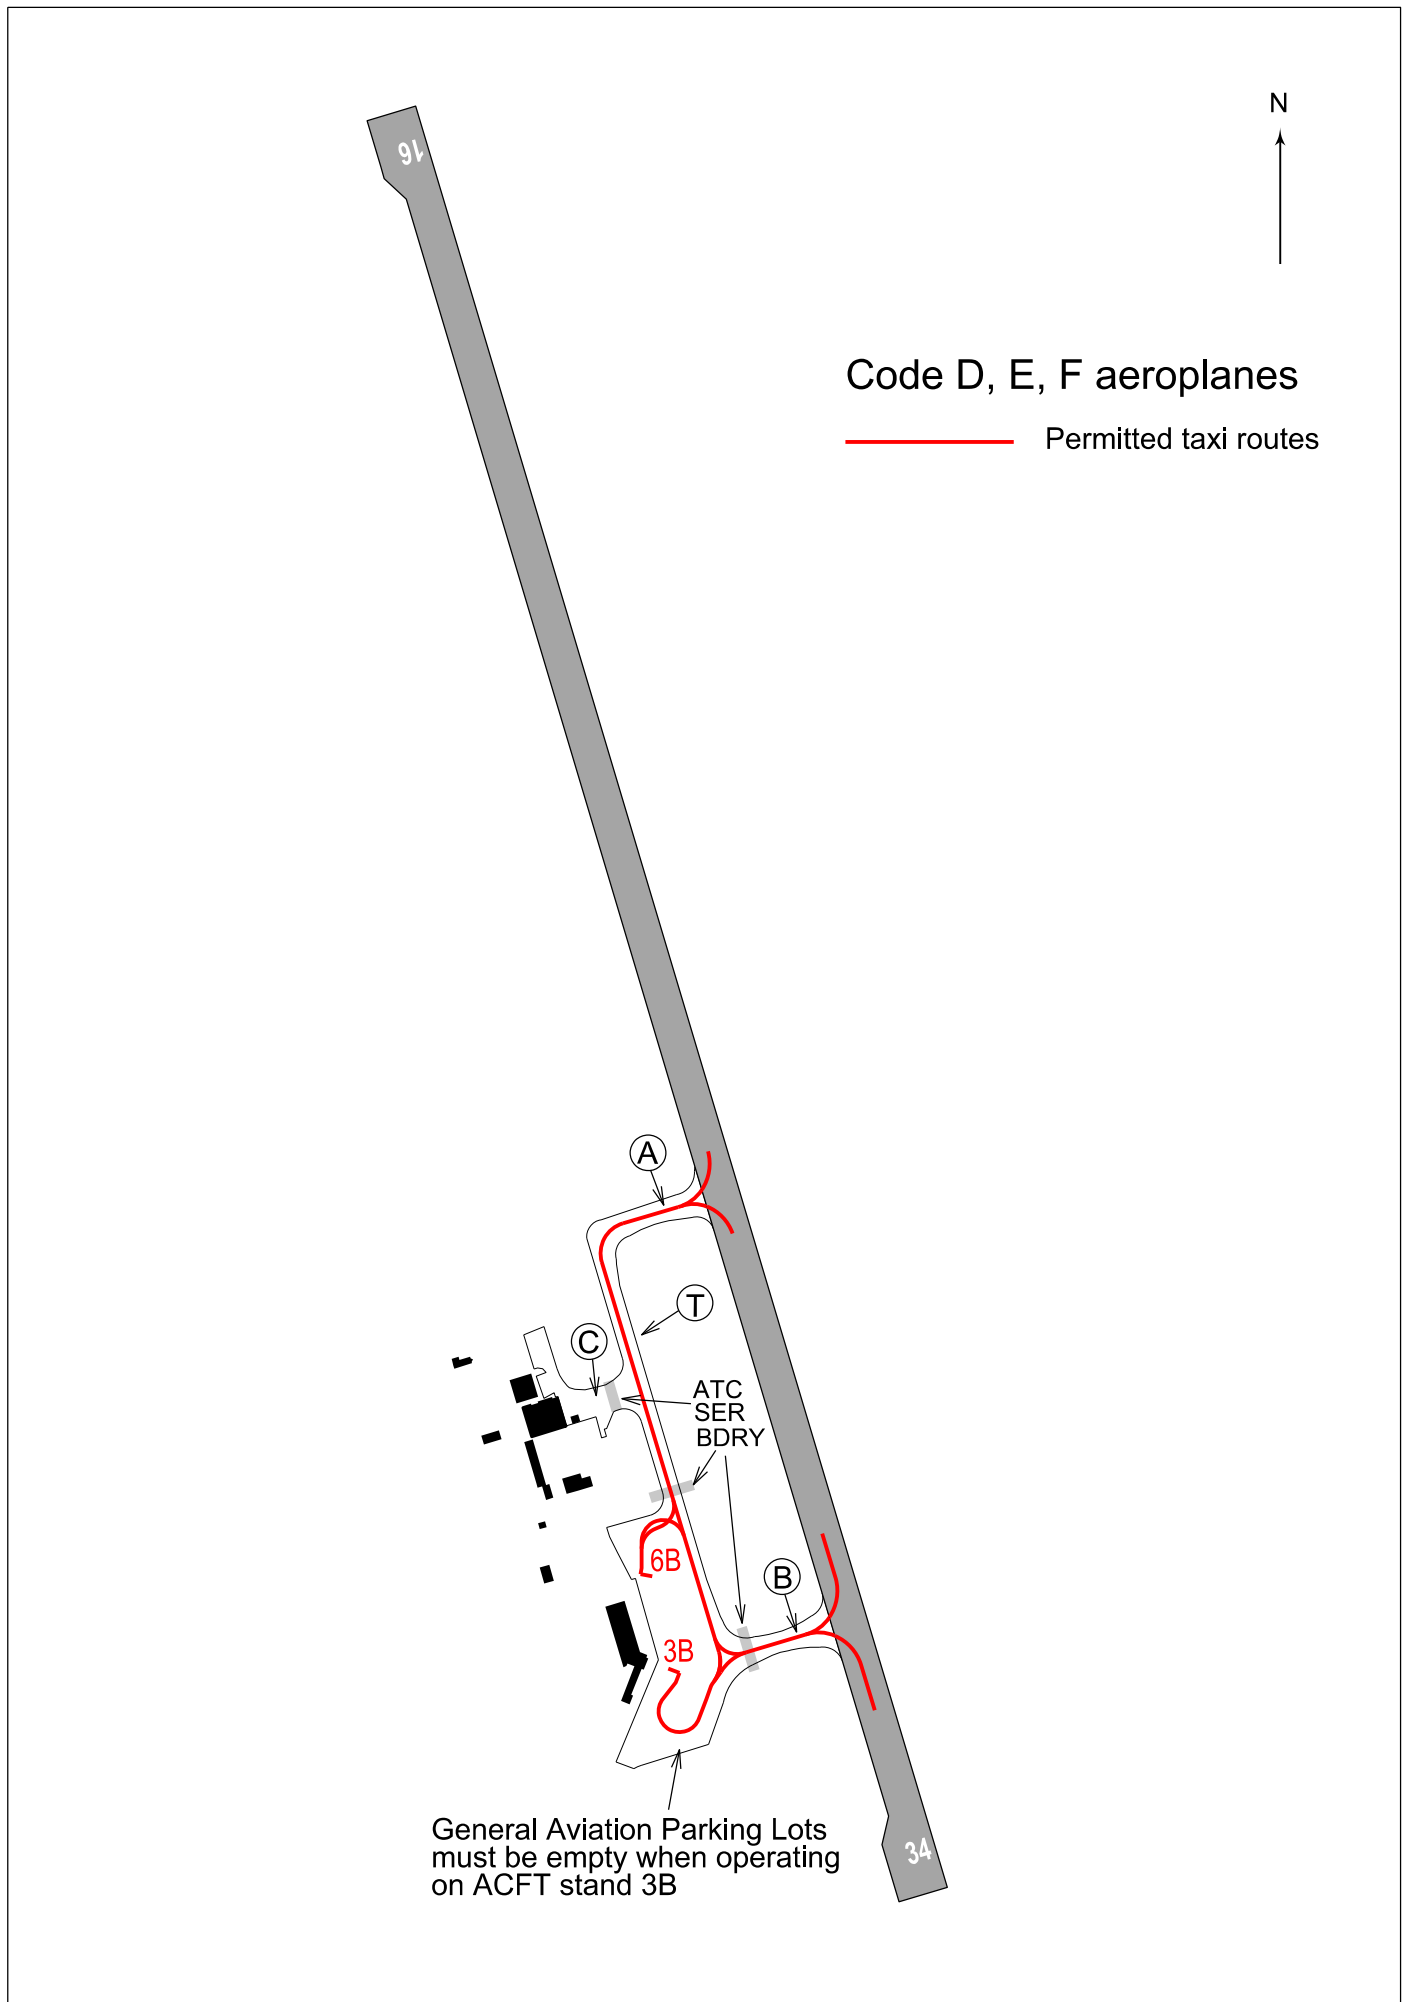 16
N
Code D, E, F aeroplanes
Permitted taxi routes
A
T
C
ATC
SER
BDRY
6B
B
3B
General Aviation Parking Lots
must be empty when operating
on ACFT stand 3B
34